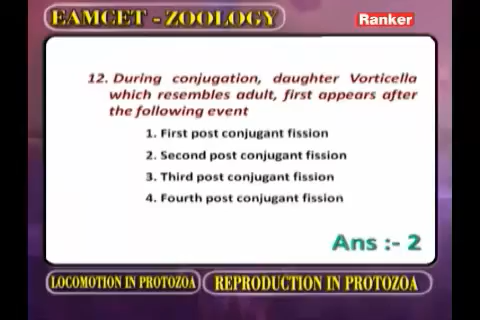 EAMCET - ZOOLOGY
Ranker
12. During conjugation, daughter Vorticella
which resembles adult, first appears after
the following event
1. First post conjugant fission
2. Second post conjugant fission
3. Third post conjugant fission
4. Fourth post conjugant fission
Ans :- 2
LOCOMOTION IN PROTOZOA
REPRODUCTION IN PROTOZOA